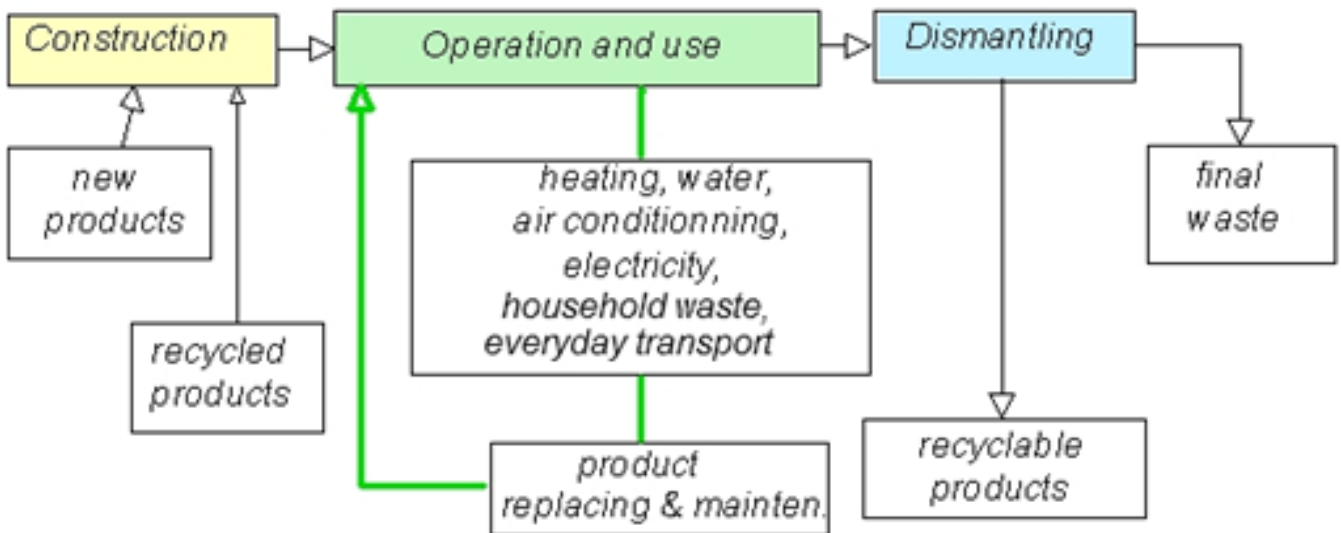 Construction
Operation and use
Dismantling
new
products
recycled
products
heating, water,
air conditionning,
electricity,
household waste,
everyday transport
product
replacing & mainten.
recyclable
products
final
waste